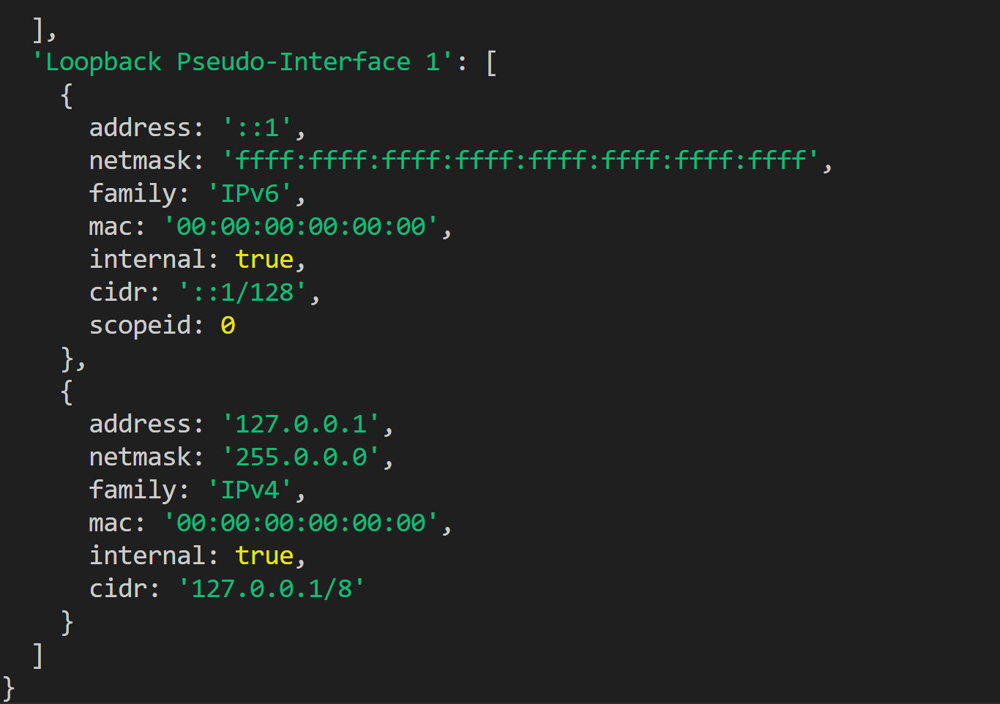 ],
  'Loopback Pseudo-Interface 1': [
    {
      address: '::1',
      netmask: 'ffff:ffff:ffff:ffff:ffff:ffff:ffff:ffff',
      family: 'IPv6',
      mac: '00:00:00:00:00:00',
      internal: true,
      cidr: '::1/128',
      scopeid: 0
    },
    {
      address: '127.0.0.1',
      netmask: '255.0.0.0',
      family: 'IPv4',
      mac: '00:00:00:00:00:00',
      internal: true,
      cidr: '127.0.0.1/8'
    }
  ]
}